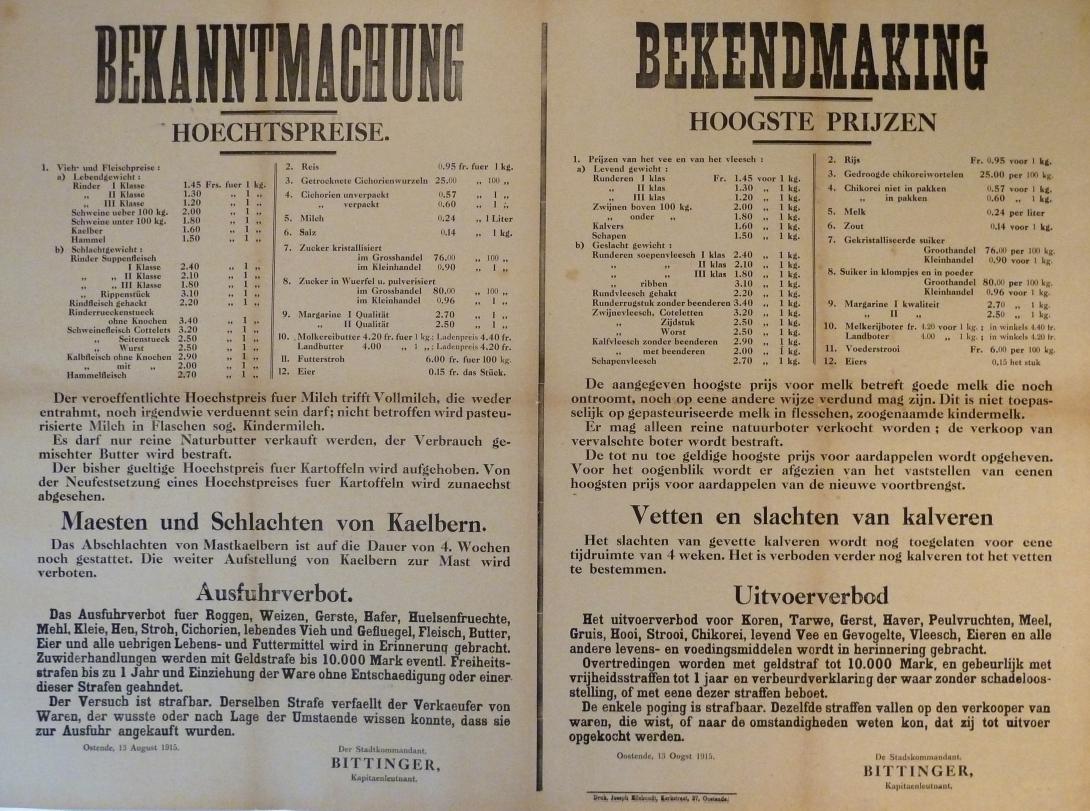 BEKANNTMACHUNG
HOECHTSPREISE.
1. Vieh- und Fleischpreise :
a) Lebendgewicht :
Rinder I Klasse 1.45 Frs. fuer 1 kg.
„ II Klasse 1.30 „ 1 „
„ III Klasse 1.20 „ 1 „
Schweine ueber 100 kg. 2.00 „ 1 „
Schweine unter 100 kg. 1.80 „ 1 „
Kaelber 1.60 „ 1 „
Hammel 1.50 „ 1 „
b) Schlachtgewicht :
Rinder Suppenfleisch
I Klasse 2.40 „ 1 „
„ „ II Klasse 2.10 „ 1 „
„ „ III Klasse 1.80 „ 1 „
„ Rippenstück 3.10 „ 1 „
Rindfleisch gehackt 2.20 „ 1 „
Rinderrueckenstueck
ohne Knochen 3.40 „ 1 „
Schweinefleisch Cottelets 3.20 „ 1 „
„ Seitenstueck 2.50 „ 1 „
„ Wurst 2.50 „ 1 „
Kalbfleisch ohne Knochen 2.90 „ 1 „
„ mit „ 2.00 „ 1 „
Hammelfleisch 2.70 „ 1 „
2. Reis 0.95 fr. fuer 1 kg.
3. Getrocknete Cichorienwurzeln 25.00 „ 100 „
4. Cichorien unverpackt 0.57 „ 1 „
„ verpackt 0.60 „ 1 „
5. Milch 0.24 „ 1 Liter
6. Salz 0.14 „ 1 kg.
7. Zucker kristallisiert
im Grosshandel 76.00 „ 100 „
im Kleinhandel 0.90 „ 1 „
8. Zucker in Wuerfel u. pulverisiert
im Grosshandel 80.00 „ 100 „
im Kleinhandel 0.96 „ 1 „
9. Margarine I Qualität 2.70 „ 1 „
„ II Qualität 2.50 „ 1 „
10. Molkereibutter 4.20 fr. fuer 1 kg : Ladenpreis 4.40 fr.
Landbutter 4.00 „ 1 „ : Ladenpreis 4.20 fr.
11. Futterstroh 6.00 fr. fuer 100 kg.
12. Eier 0.15 fr. das Stück.
Der veroeffentlichte Hoechstpreis fuer Milch trifft Vollmilch, die weder
entrahmt, noch irgendwie verduennt sein darf; nicht betroffen wird pasteu-
risierte Milch in Flaschen sog. Kindermilch.
Es darf nur reine Naturbutter verkauft werden, der Verbrauch ge-
mischter Butter wird bestraft.
Der bisher gueltige Hoechstpreis fuer Kartoffeln wird aufgehoben. Von
der Neufestsetzung eines Hoechstpreises fuer Kartoffeln wird zunaechst
abgesehen.
Maesten und Schlachten von Kaelbern.
Das Abschlachten von Mastkaelbern ist auf die Dauer von 4. Wochen
noch gestattet. Die weiter Aufstellung von Kaelbern zur Mast wird
verboten.
Ausfuhrverbot.
Das Ausfuhrverbot fuer Roggen, Weizen, Gerste, Hafer, Huelsenfruechte,
Mehl, Kleie, Heu, Stroh, Cichorien, lebendes Vieh und Gefluegel, Fleisch, Butter,
Eier und alle uebrigen Lebens- und Futtermittel wird in Erinnerung gebracht.
Zuwiderhandlungen werden mit Geldstrafe bis 10.000 Mark eventl. Freiheits-
strafen bis zu 1 Jahr und Einziehung der Ware ohne Entschaedigung oder einer
dieser Strafen geahndet.
Der Versuch ist strafbar. Derselben Strafe verfaellt der Verkaeufer von
Waren, der wusste oder nach Lage der Umstaende wissen konnte, dass sie
zur Ausfuhr angekauft wurden.
Ostende, 13 August 1915.
Der Stadtkommandant,
BITTINGER,
Kapitaenleutnant.
BEKENDMAKING
HOOGSTE PRIJZEN
1. Prijzen van het vee en van het vleesch :
a) Levend gewicht :
Runderen I klas Fr. 1.45 voor 1 kg.
„ II klas 1.30 „ 1 kg.
„ III klas 1.20 „ 1 kg.
Zwijnen boven 100 kg. 2.00 „ 1 kg.
„ onder „ 1.80 „ 1 kg.
Kalvers 1.60 „ 1 kg.
Schapen 1.50 „ 1 kg.
b) Geslacht gewicht :
Runderen soepenvleesch I klas 2.40 „ 1 kg.
„ „ II klas 2.10 „ 1 kg.
„ „ III klas 1.80 „ 1 kg.
„ ribben 3.10 „ 1 kg.
Rundvleesch gehakt 2.20 „ 1 kg.
Runderrugstuk zonder beenderen 3.40 „ 1 kg.
Zwijnevleesch, Coteletten 3.20 „ 1 kg.
„ Zijdstuk 2.50 „ 1 kg.
„ Worst 2.50 „ 1 kg.
Kalfvleesch zonder beenderen 2.90 „ 1 kg.
„ met beenderen 2.00 „ 1 kg.
Schapenvleesch 2.70 „ 1 kg.
2. Rijs Fr. 0.95 voor 1 kg.
3. Gedroogde chikoreiwortelen 25.00 per 100 kg.
4. Chikorei niet in pakken 0.57 voor 1 kg.
„ in pakken 0.60 „ 1 kg.
5. Melk 0.24 per liter
6. Zout 0.14 voor 1 kg.
7. Gekristalliseerde suiker
Groothandel 76.00 per 100 kg.
Kleinhandel 0.90 voor 1 kg.
8. Suiker in klompjes en in poeder
Groothandel 80.00 per 100 kg.
Kleinhandel 0.96 voor 1 kg.
9. Margarine I kwaliteit 2.70 „ 1 kg.
„ II „ 2.50 „ 1 kg.
10. Melkerijboter fr. 4.20 voor 1 kg. ; in winkels 4.40 fr.
Landboter 4.00 „ 1 kg. ; in winkels 4.20 fr.
11. Voederstrooi Fr. 6.00 per 100 kg.
12. Eiers 0.15 het stuk
De aangegeven hoogste prijs voor melk betreft goede melk die noch
ontroomt, noch op eene andere wijze verdund mag zijn. Dit is niet toepas-
selijk op gepasteuriseerde melk in flesschen, zoogenaamde kindermelk.
Er mag alleen reine natuurboter verkocht worden ; de verkoop van
vervalschte boter wordt bestraft.
De tot nu toe geldige hoogste prijs voor aardappelen wordt opgeheven.
Voor het oogenblik wordt er afgezien van het vaststellen van eenen
hoogsten prijs voor aardappelen van de nieuwe voortbrengst.
Vetten en slachten van kalveren
Het slachten van gevette kalveren wordt nog toegelaten voor eene
tijdruimte van 4 weken. Het is verboden verder nog kalveren tot het vetten
te bestemmen.
Uitvoerverbod
Het uitvoerverbod voor Koren, Tarwe, Gerst, Haver, Peulvruchten, Meel,
Gruis, Hooi, Strooi, Chikorei, levend Vee en Gevogelte, Vleesch, Eieren en alle
andere levens- en voedingsmiddelen wordt in herinnering gebracht.
Overtredingen worden met geldstraf tot 10.000 Mark, en gebeurlijk met
vrijheidsstraffen tot 1 jaar en verbeurdverklaring der waar zonder schadeloos-
stelling, of met eene dezer straffen beboet.
De enkele poging is strafbaar. Dezelfde straffen vallen op den verkooper van
waren, die wist, of naar de omstandigheden weten kon, dat zij tot uitvoer
opgekocht werden.
Oostende, 13 Oogst 1915.
De Stadskommandant,
BITTINGER,
Kapitaenleutnant.
Druk. Joseph Elleboudt, Kerkstraat, 37, Oostende.